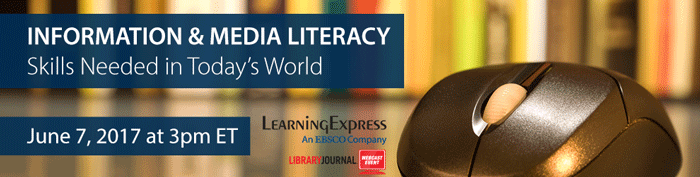 INFORMATION & MEDIA LITERACY
Skills Needed in Today's World
June 7, 2017 at 3pm ET
LEARNINGEXPRESS
An EBSCO Company
LIBRARYJOURNAL
WEBCAST
EVENT